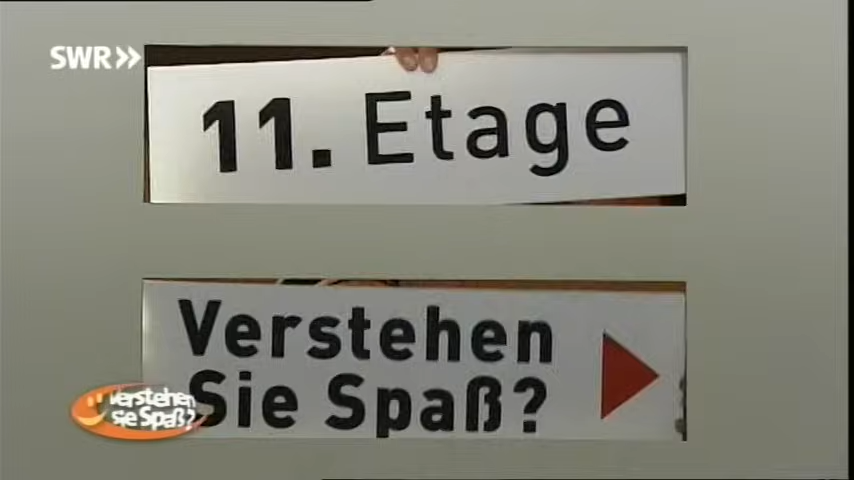 SWR»
11. Etage
Verstehen
Sie Spaß?
verstehen
sie Spaß?